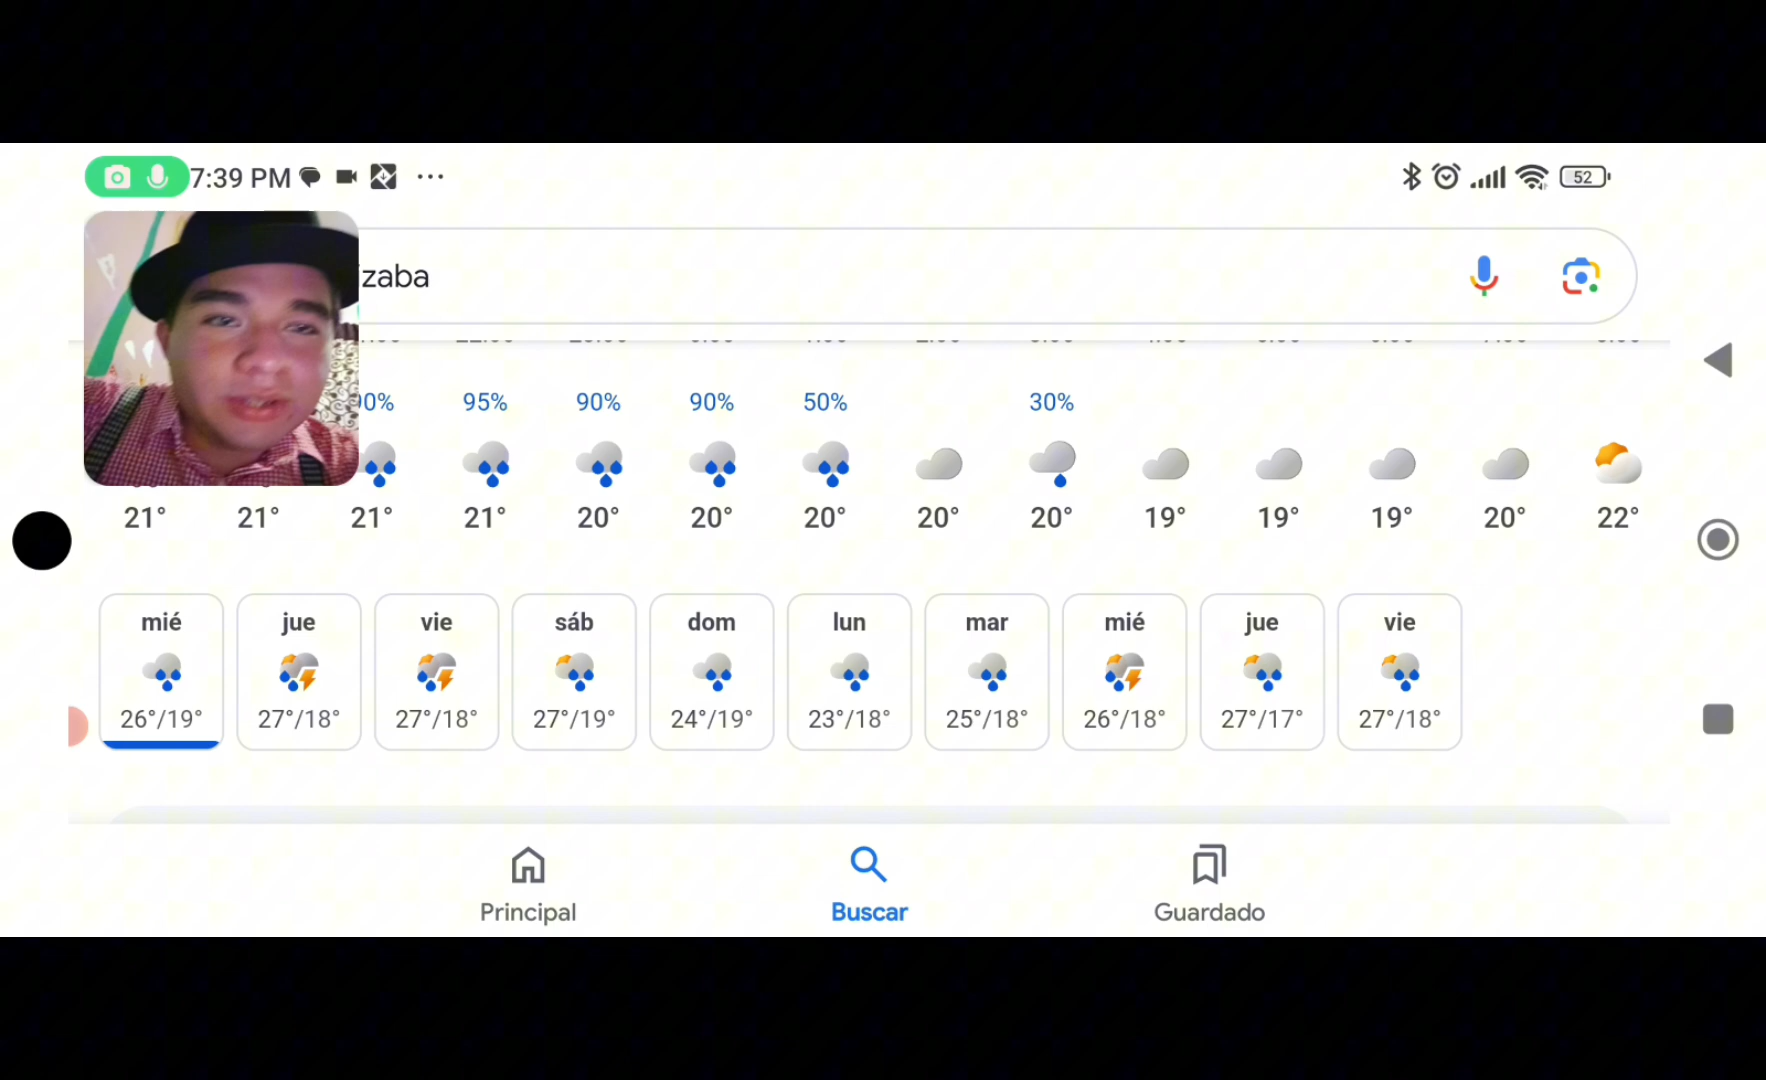 7:39 PM
52
zaba
95% 90% 90% 50% 30%
21° 21° 21° 21° 20° 20° 20° 20° 20° 19° 19° 19° 20° 22°
mié jue vie sáb dom lun mar mié jue vie
26°/19° 27°/18° 27°/18° 27°/19° 24°/19° 23°/18° 25°/18° 26°/18° 27°/17° 27°/18°
Principal Buscar Guardado